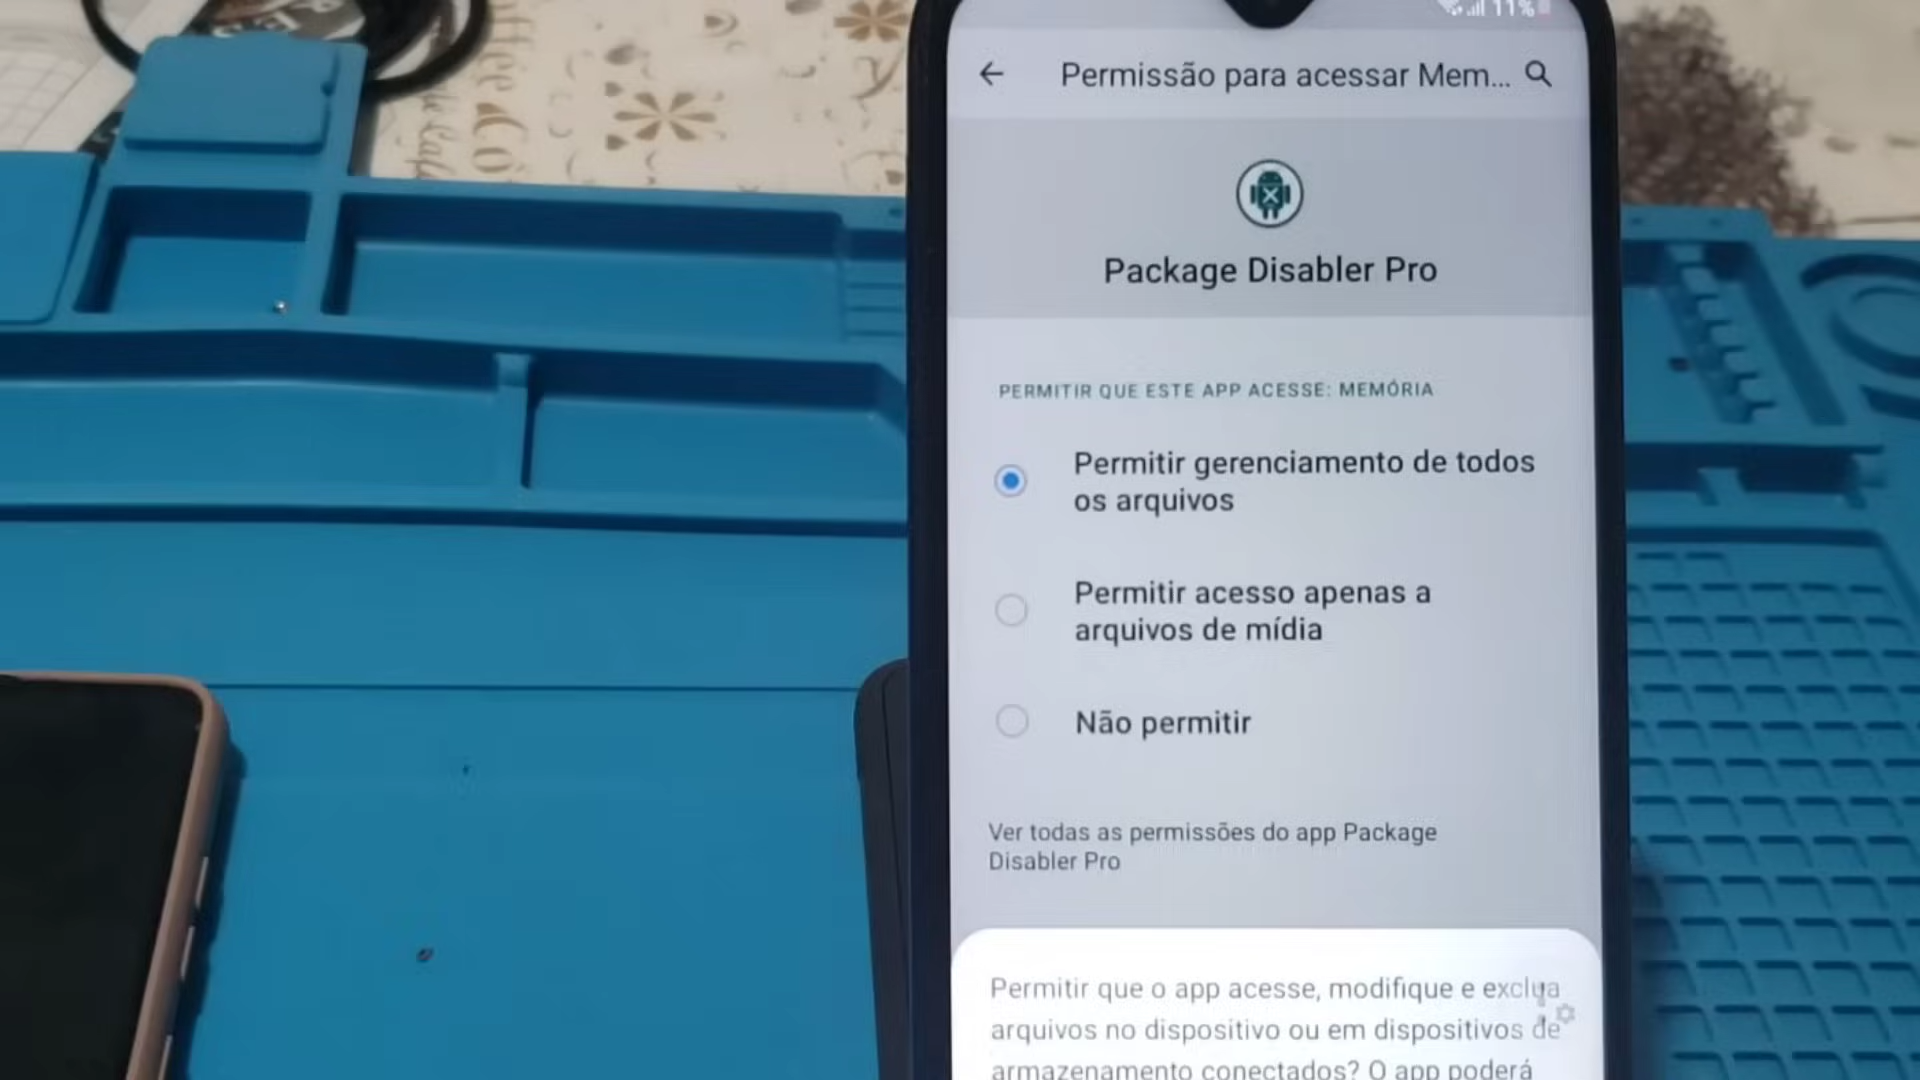 11%
Permissão para acessar Mem...
Package Disabler Pro
PERMITIR QUE ESTE APP ACESSE: MEMÓRIA
Permitir gerenciamento de todos
os arquivos
Permitir acesso apenas a
arquivos de mídia
Não permitir
Ver todas as permissões do app Package
Disabler Pro
Permitir que o app acesse, modifique e exclua
arquivos no dispositivo ou em dispositivos de
armazenamento conectados? O app poderá